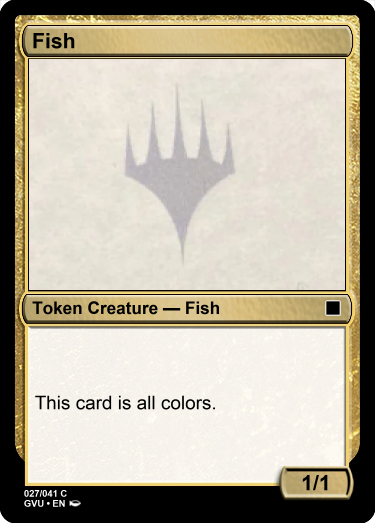 Fish
Token Creature — Fish
This card is all colors.
1/1
027/041 C
GVU • EN